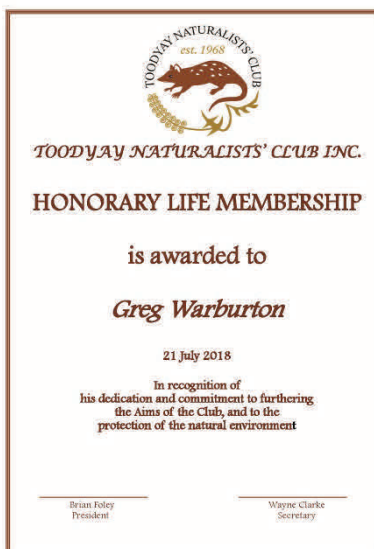 TOODYAY NATURALISTS' CLUB
est. 1968
TOODYAY NATURALISTS' CLUB INC.
HONORARY LIFE MEMBERSHIP
is awarded to
Greg Warburton
21 July 2018
In recognition of
his dedication and commitment to furthering
the Aims of the Club, and to the
protection of the natural environment
Brian Foley
President
Wayne Clarke
Secretary